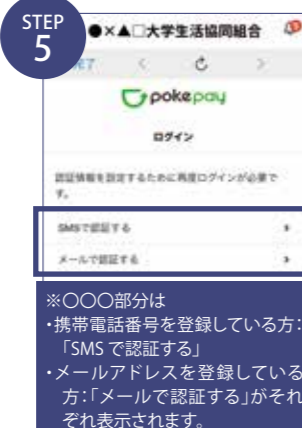 STEP
5
●×▲□大学生活協同組合
完了
pokepay
ログイン
認証情報を設定するために再度ログインが必要で
す。
SMSで認証する
メールで認証する
※〇〇〇部分は
・携帯電話番号を登録している方:
「SMS で認証する」
・メールアドレスを登録している
方:「メールで認証する」がそれ
ぞれ表示されます。